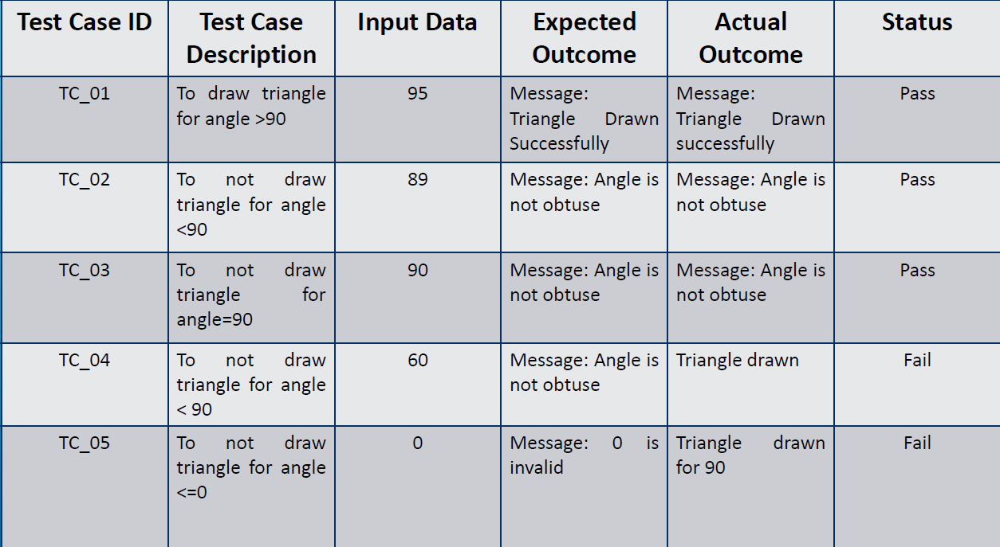 Test Case ID
Test Case
Description
Input Data
Expected
Outcome
Actual
Outcome
Status
TC_01
To draw triangle
for angle >90
95
Message:
Triangle Drawn
Successfully
Message:
Triangle Drawn
successfully
Pass
TC_02
To not draw
triangle for angle
<90
89
Message: Angle is
not obtuse
Message: Angle is
not obtuse
Pass
TC_03
To not draw
triangle for
angle=90
90
Message: Angle is
not obtuse
Message: Angle is
not obtuse
Pass
TC_04
To not draw
triangle for angle
< 90
60
Message: Angle is
not obtuse
Triangle drawn
Fail
TC_05
To not draw
triangle for angle
<=0
0
Message: 0 is
invalid
Triangle drawn
for 90
Fail